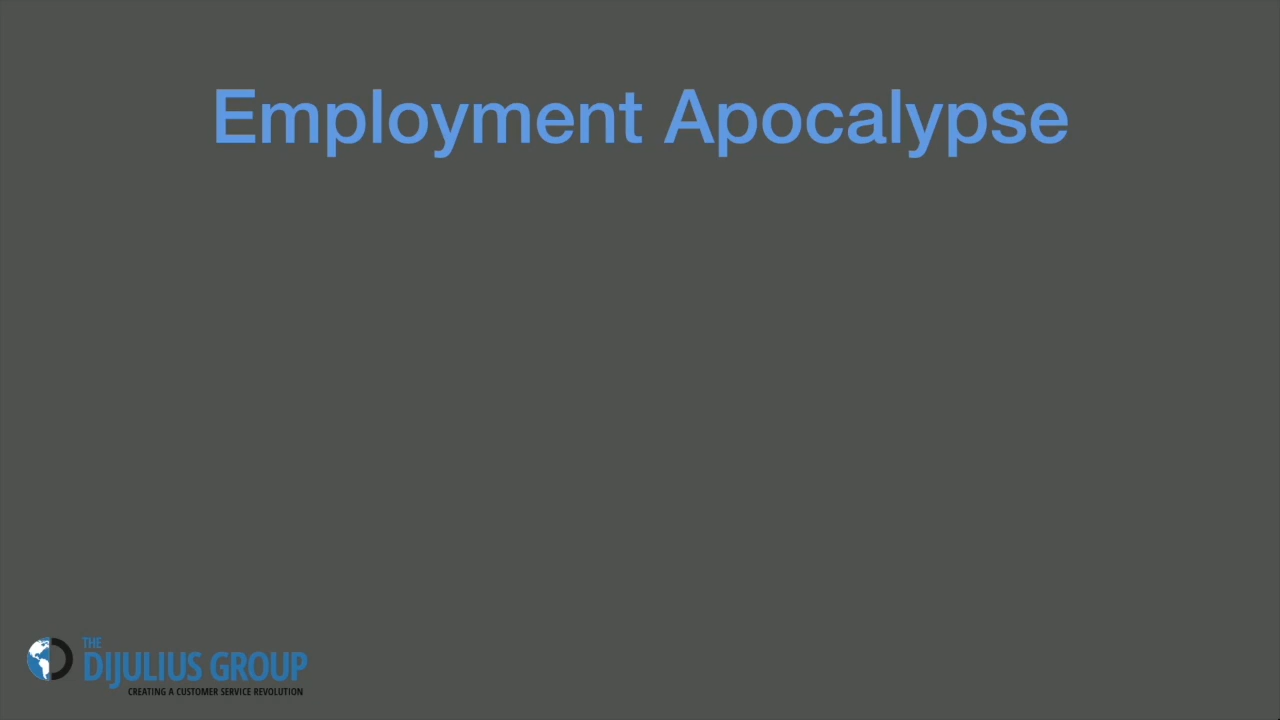 Employment Apocalypse
THE
DIJULIUS GROUP
CREATING A CUSTOMER SERVICE REVOLUTION